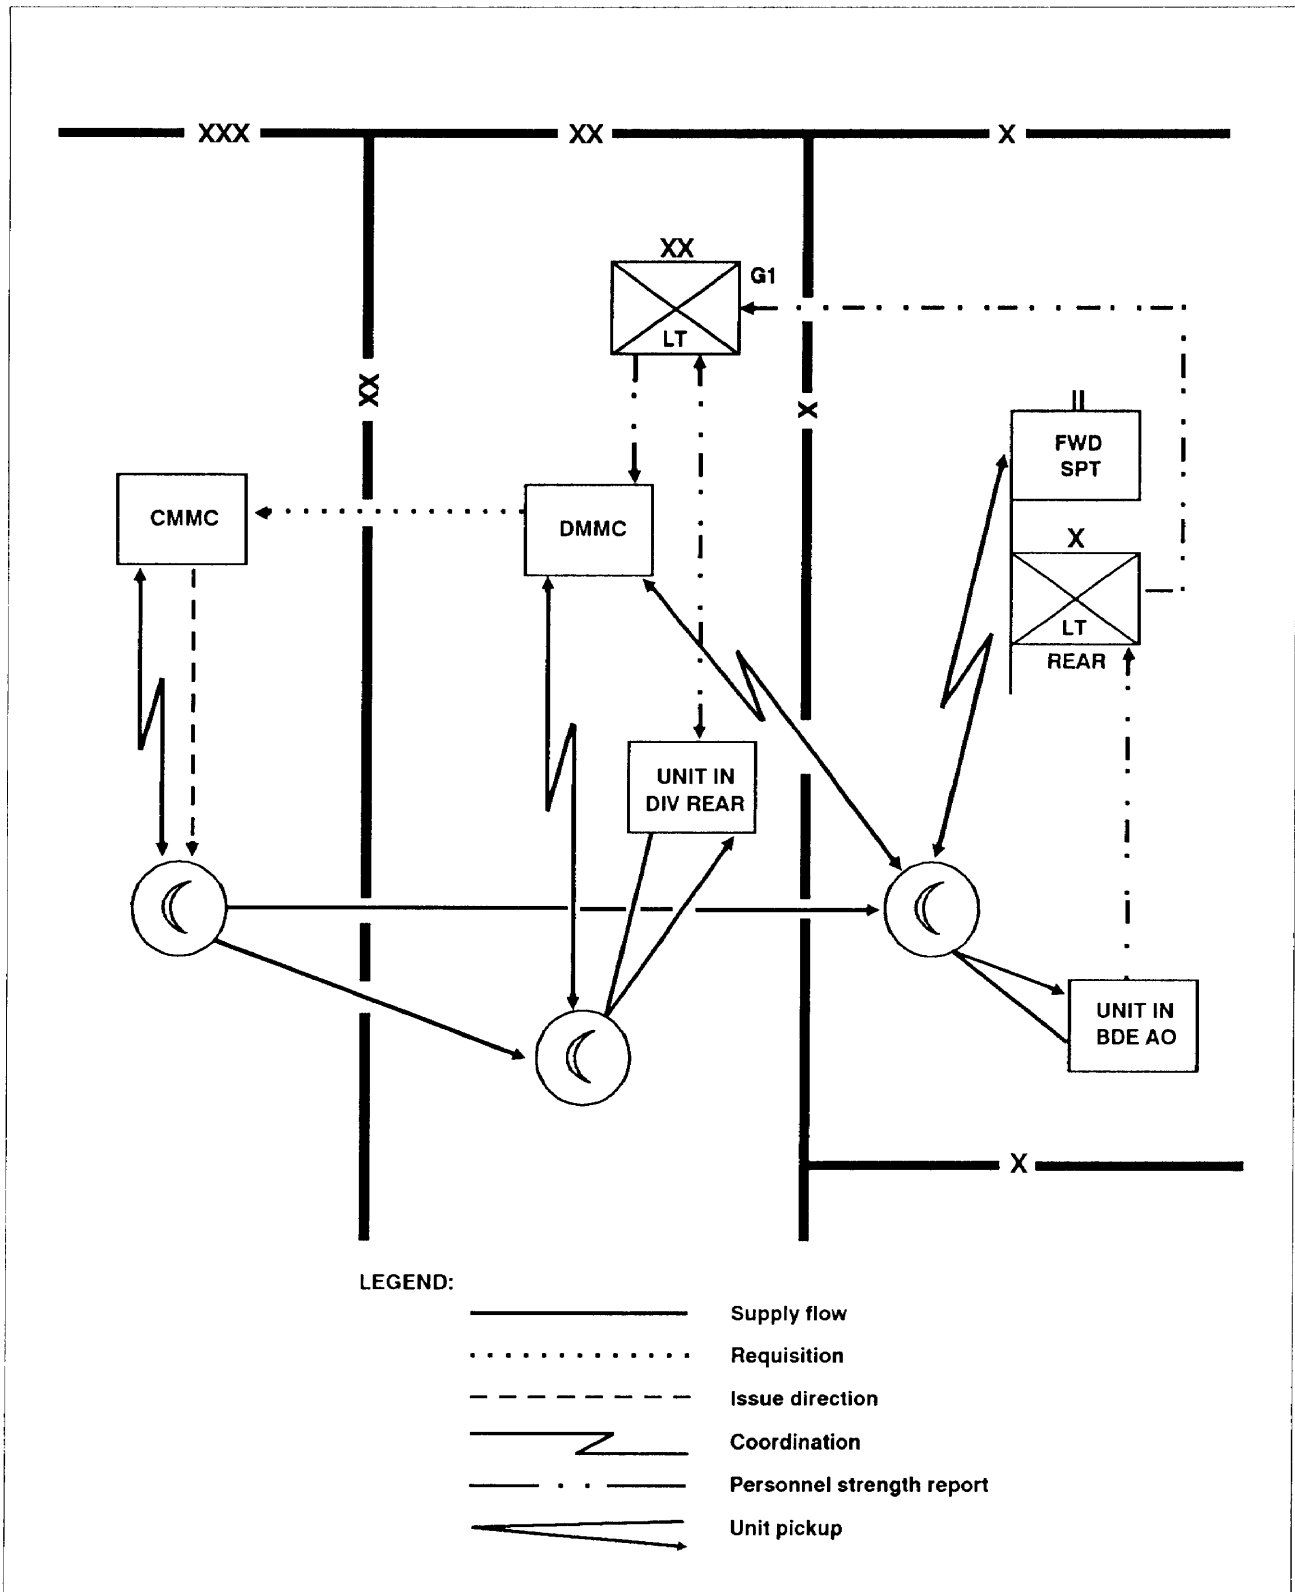 XXX
XX
X
XX
G1
LT
XX
X
FWD
SPT
CMMC
DMMC
X
LT
REAR
UNIT IN
DIV REAR
UNIT IN
BDE AO
X
LEGEND:
Supply flow
Requisition
Issue direction
Coordination
Personnel strength report
Unit pickup